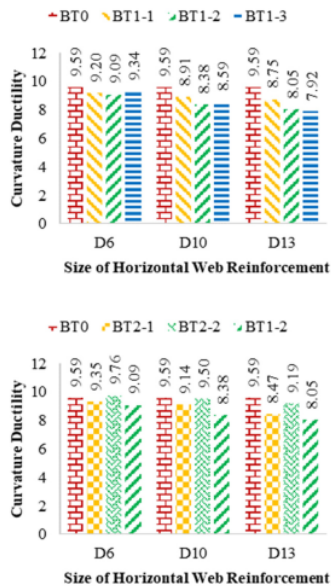 BT0 BT1-1 BT1-2 BT1-3
9.59 9.20 9.09 9.34 9.59 8.91 8.38 8.59 9.59 8.75 8.05 7.92
12
10
8
6
4
2
0
Curvature Ductility
D6 D10 D13
Size of Horizontal Web Reinforcement
BT0 BT2-1 BT2-2 BT1-2
9.59 9.35 9.76 9.09 9.59 9.14 9.50 8.38 9.59 8.47 9.19 8.05
12
10
8
6
4
2
0
Curvature Ductility
D6 D10 D13
Size of Horizontal Web Reinforcement